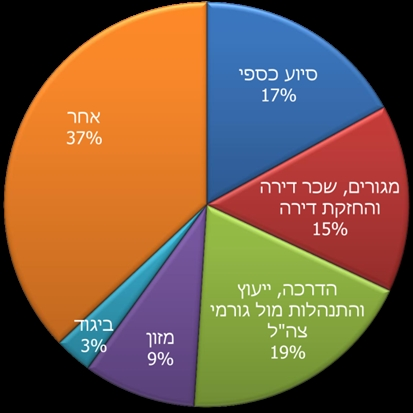 סיוע כספי
17%
מגורים, שכר דירה
והחזקת דירה
15%
הדרכה, ייעוץ
והתנהלות מול גורמי
צה"ל
19%
מזון
9%
ביגוד
3%
אחר
37%